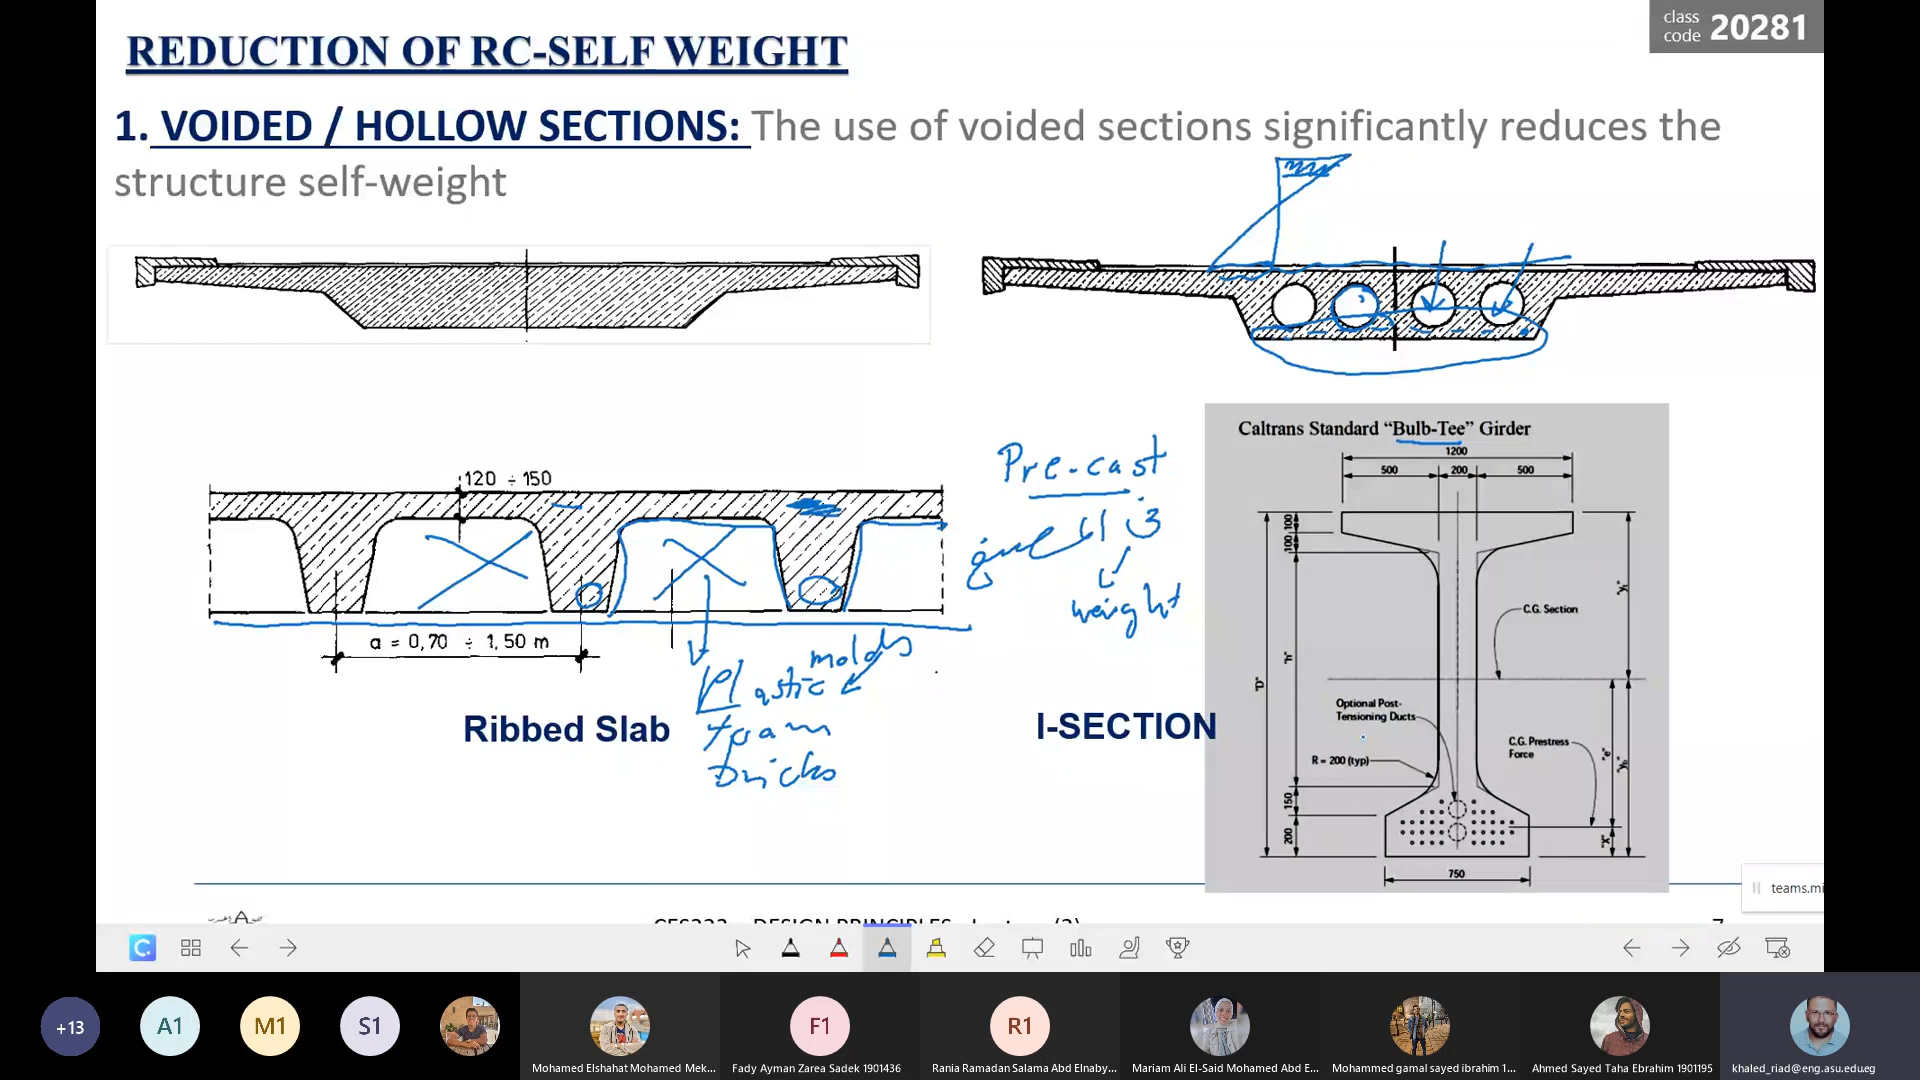 REDUCTION OF RC-SELF WEIGHT
class
code 20281
1. VOIDED / HOLLOW SECTIONS: The use of voided sections significantly reduces the
structure self-weight
120 ÷ 150
a = 0,70 ÷ 1,50 m
Ribbed Slab
molds
Plastic
foam
bricks
Pre-cast
weight
I-SECTION
Caltrans Standard “Bulb-Tee” Girder
1200
500 200 500
100
100
"D"
"h"
C.G. Section
Optional Post-
Tensioning Ducts
C.G. Prestress
Force
R = 200 (typ)
"e"
150
200
"X"
750
teams.mi
7
+13
A1
M1
S1
F1
R1
Mohamed Elshahat Mohamed Mek...
Fady Ayman Zarea Sadek 1901436
Rania Ramadan Salama Abd Elnaby...
Mariam Ali El-Said Mohamed Abd E...
Mohammed gamal sayed ibrahim 1...
Ahmed Sayed Taha Ebrahim 1901195
khaled_riad@eng.asu.edu.eg